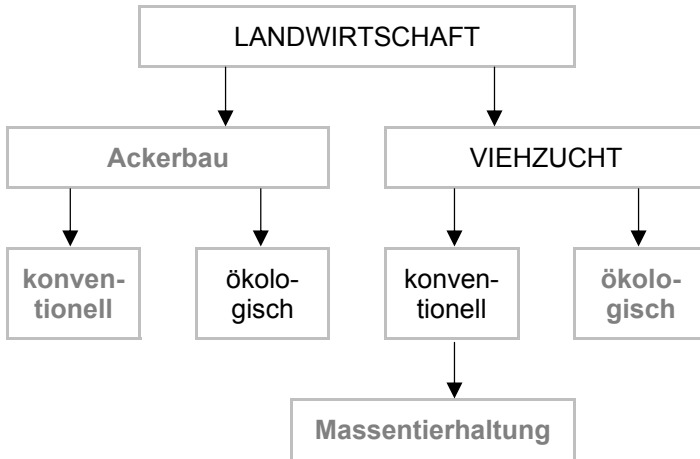 LANDWIRTSCHAFT
Ackerbau
VIEHZUCHT
konven-
tionell
ökolo-
gisch
konven-
tionell
ökolo-
gisch
Massentierhaltung